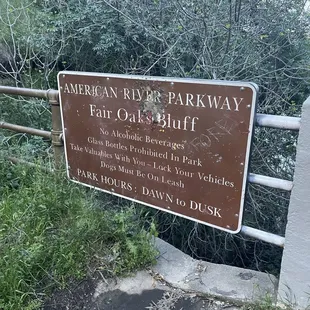 AMERICAN RIVER PARKWAY
Fair Oaks Bluff
No Alcoholic Beverages
Glass Bottles Prohibited In Park
Take Valuables With You – Lock Your Vehicles
Dogs Must Be On Leash
PARK HOURS: DAWN to DUSK